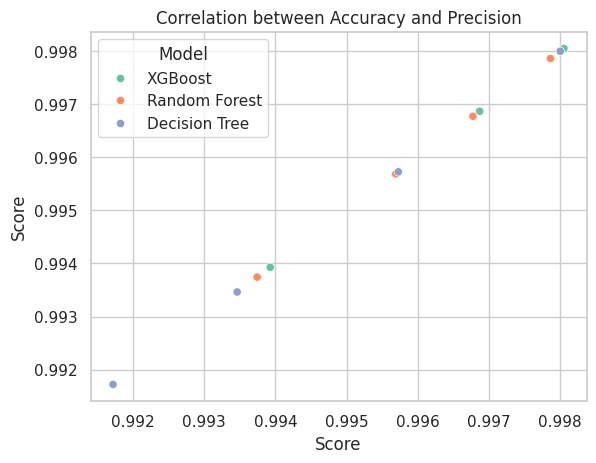 Correlation between Accuracy and Precision
Model
XGBoost
Random Forest
Decision Tree
0.998
0.997
0.996
0.995
0.994
0.993
0.992
Score
0.992 0.993 0.994 0.995 0.996 0.997 0.998
Score